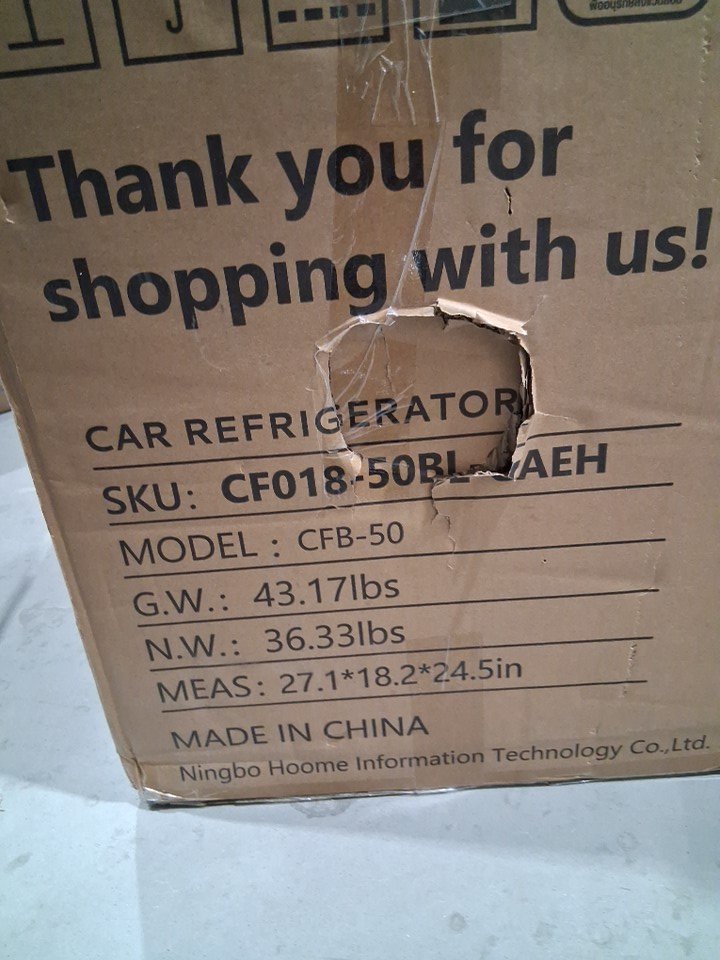 Thank you for
shopping with us!
CAR REFRIGERATOR
SKU: CF018-50BL- AEH
MODEL : CFB-50
G.W.: 43.17lbs
N.W.: 36.33lbs
MEAS: 27.1*18.2*24.5in
MADE IN CHINA
Ningbo Hoome Information Technology Co.,Ltd.